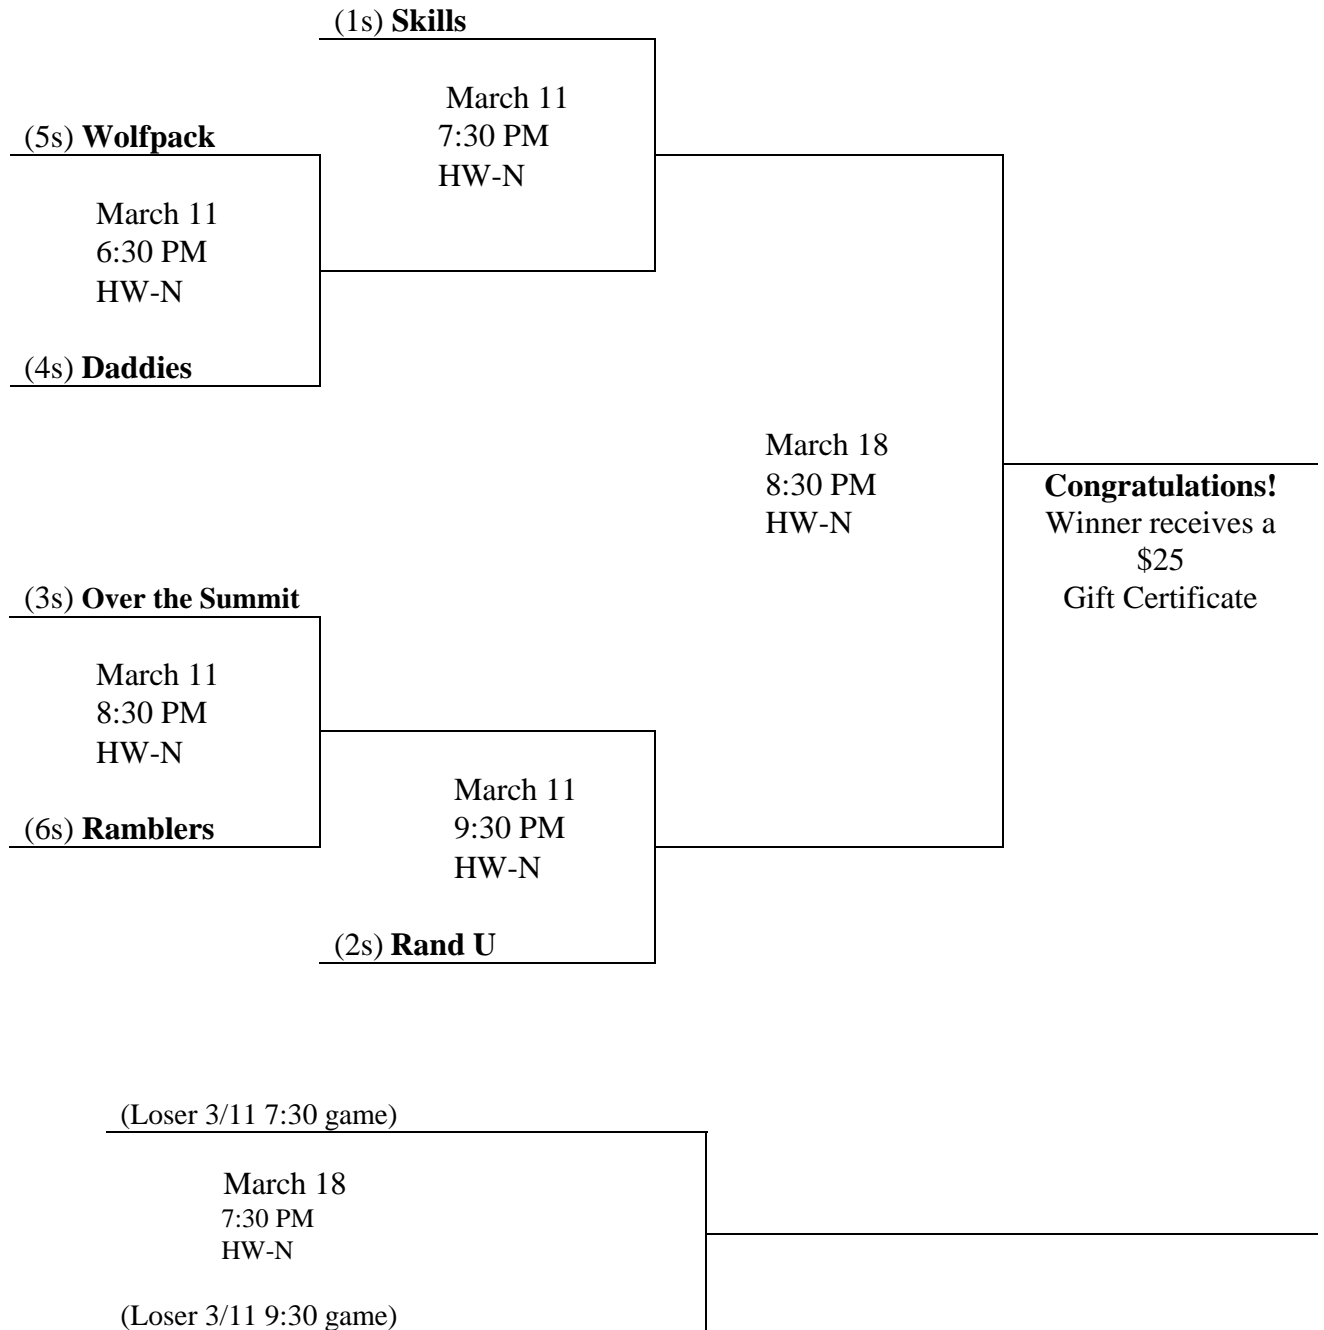 (1s) Skills
March 11
7:30 PM
HW-N
(5s) Wolfpack
March 11
6:30 PM
HW-N
(4s) Daddies
March 18
8:30 PM
HW-N
Congratulations!
Winner receives a
$25
Gift Certificate
(3s) Over the Summit
March 11
8:30 PM
HW-N
(6s) Ramblers
March 11
9:30 PM
HW-N
(2s) Rand U
(Loser 3/11 7:30 game)
March 18
7:30 PM
HW-N
(Loser 3/11 9:30 game)